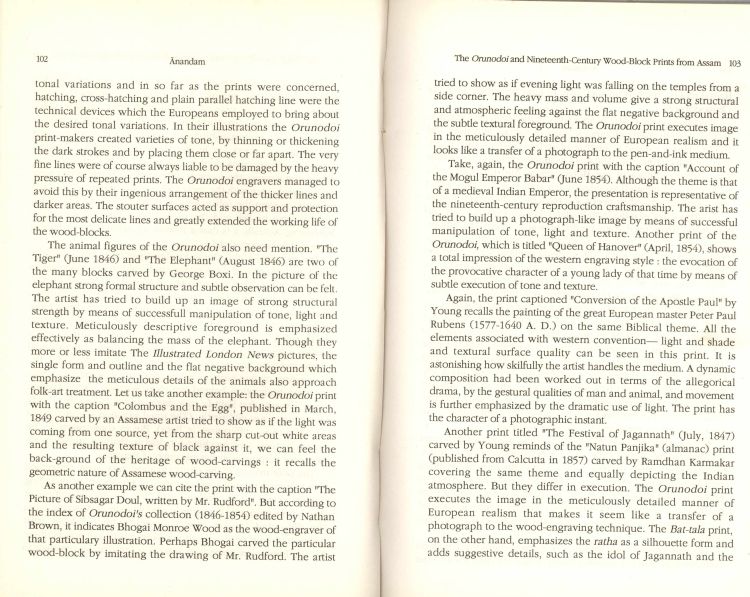 102
Ānandam
tonal variations and in so far as the prints were concerned,
hatching, cross-hatching and plain parallel hatching line were the
technical devices which the Europeans employed to bring about
the desired tonal variations. In their illustrations the Orunodoi
print-makers created varieties of tone, by thinning or thickening
the dark strokes and by placing them close or far apart. The very
fine lines were of course always liable to be damaged by the heavy
pressure of repeated prints. The Orunodoi engravers managed to
avoid this by their ingenious arrangement of the thicker lines and
darker areas. The stouter surfaces acted as support and protection
for the most delicate lines and greatly extended the working life of
the wood-blocks.
The animal figures of the Orunodoi also need mention. "The
Tiger" (June 1846) and "The Elephant" (August 1846) are two of
the many blocks carved by George Boxi. In the picture of the
elephant strong formal structure and subtle observation can be felt.
The artist has tried to build up an image of strong structural
strength by means of successful manipulation of tone, light and
texture. Meticulously descriptive foreground is emphasized
effectively as balancing the mass of the elephant. Though they
more or less imitate The Illustrated London News pictures, the
single form and outline and the flat negative background which
emphasize the meticulous details of the animals also approach
folk-art treatment. Let us take another example: the Orunodoi print
with the caption "Colombus and the Egg", published in March,
1849 carved by an Assamese artist tried to show as if the light was
coming from one source, yet from the sharp cut-out white areas
and the resulting texture of black against it, we can feel the
back-ground of the heritage of wood-carvings : it recalls the
geometric nature of Assamese wood-carving.
As another example we can cite the print with the caption "The
Picture of Sibsagar Doul, written by Mr. Rudford". But according to
the index of Orunodoi's collection (1846-1854) edited by Nathan
Brown, it indicates Bhogai Monroe Wood as the wood-engraver of
that particulary illustration. Perhaps Bhogai carved the particular
wood-block by imitating the drawing of Mr. Rudford. The artist
The Orunodoi and Nineteenth-Century Wood-Block Prints from Assam 103
tried to show as if evening light was falling on the temples from a
side corner. The heavy mass and volume give a strong structural
and atmospheric feeling against the flat negative background and
the subtle textural foreground. The Orunodoi print executes image
in the meticulously detailed manner of European realism and it
looks like a transfer of a photograph to the pen-and-ink medium.
Take, again, the Orunodoi print with the caption "Account of
the Mogul Emperor Babar" (June 1854). Although the theme is that
of a medieval Indian Emperor, the presentation is representative of
the nineteenth-century reproduction craftsmanship. The arist has
tried to build up a photograph-like image by means of successful
manipulation of tone, light and texture. Another print of the
Orunodoi, which is titled "Queen of Hanover" (April, 1854), shows
a total impression of the western engraving style : the evocation of
the provocative character of a young lady of that time by means of
subtle execution of tone and texture.
Again, the print captioned "Conversion of the Apostle Paul" by
Young recalls the painting of the great European master Peter Paul
Rubens (1577-1640 A. D.) on the same Biblical theme. All the
elements associated with western convention— light and shade
and textural surface quality can be seen in this print. It is
astonishing how skilfully the artist handles the medium. A dynamic
composition had been worked out in terms of the allegorical
drama, by the gestural qualities of man and animal, and movement
is further emphasized by the dramatic use of light. The print has
the character of a photographic instant.
Another print titled "The Festival of Jagannath" (July, 1847)
carved by Young reminds of the "Natun Panjika" (almanac) print
(published from Calcutta in 1857) carved by Ramdhan Karmakar
covering the same theme and equally depicting the Indian
atmosphere. But they differ in execution. The Orunodoi print
executes the image in the meticulously detailed manner of
European realism that makes it seem like a transfer of a
photograph to the wood-engraving technique. The Bat-tala print,
on the other hand, emphasizes the ratha as a silhouette form and
adds suggestive details, such as the idol of Jagannath and the